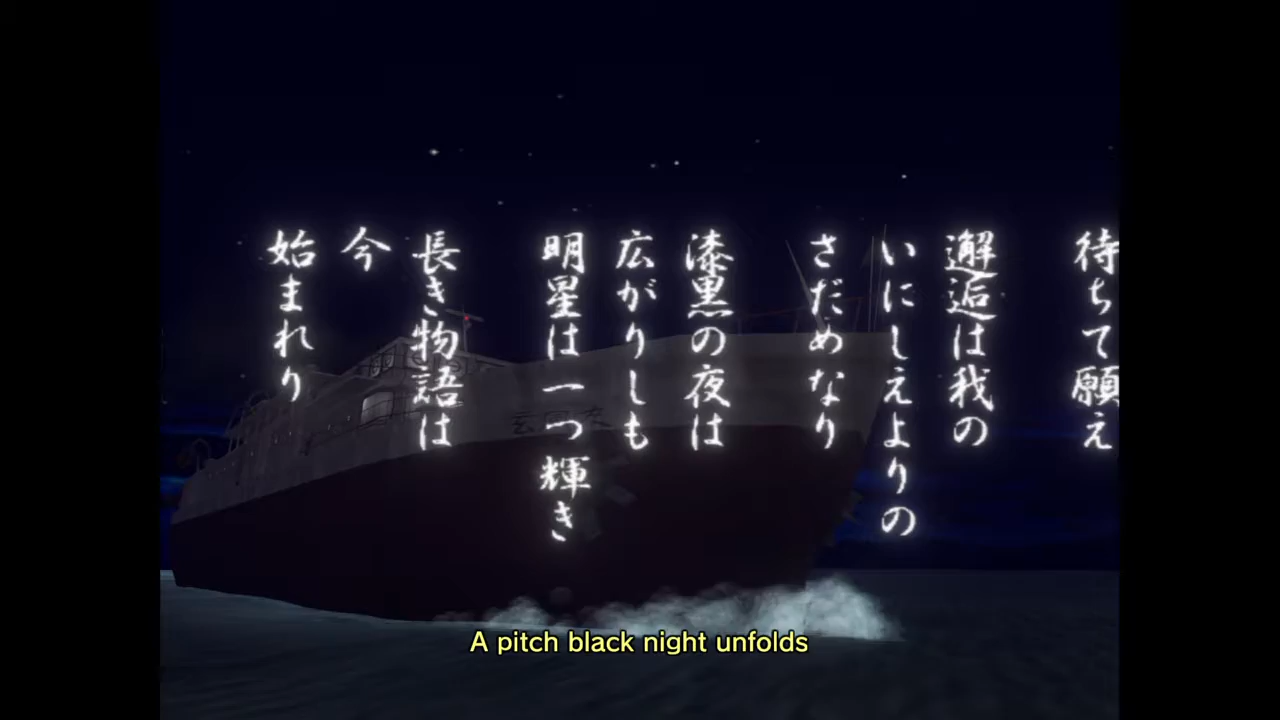 待ちて願え
邂逅は我の
いにしえよりの
さだめなり
漆黒の夜は
広がりしも
明星は一つ輝き
長き物語は
今
始まれり
A pitch black night unfolds